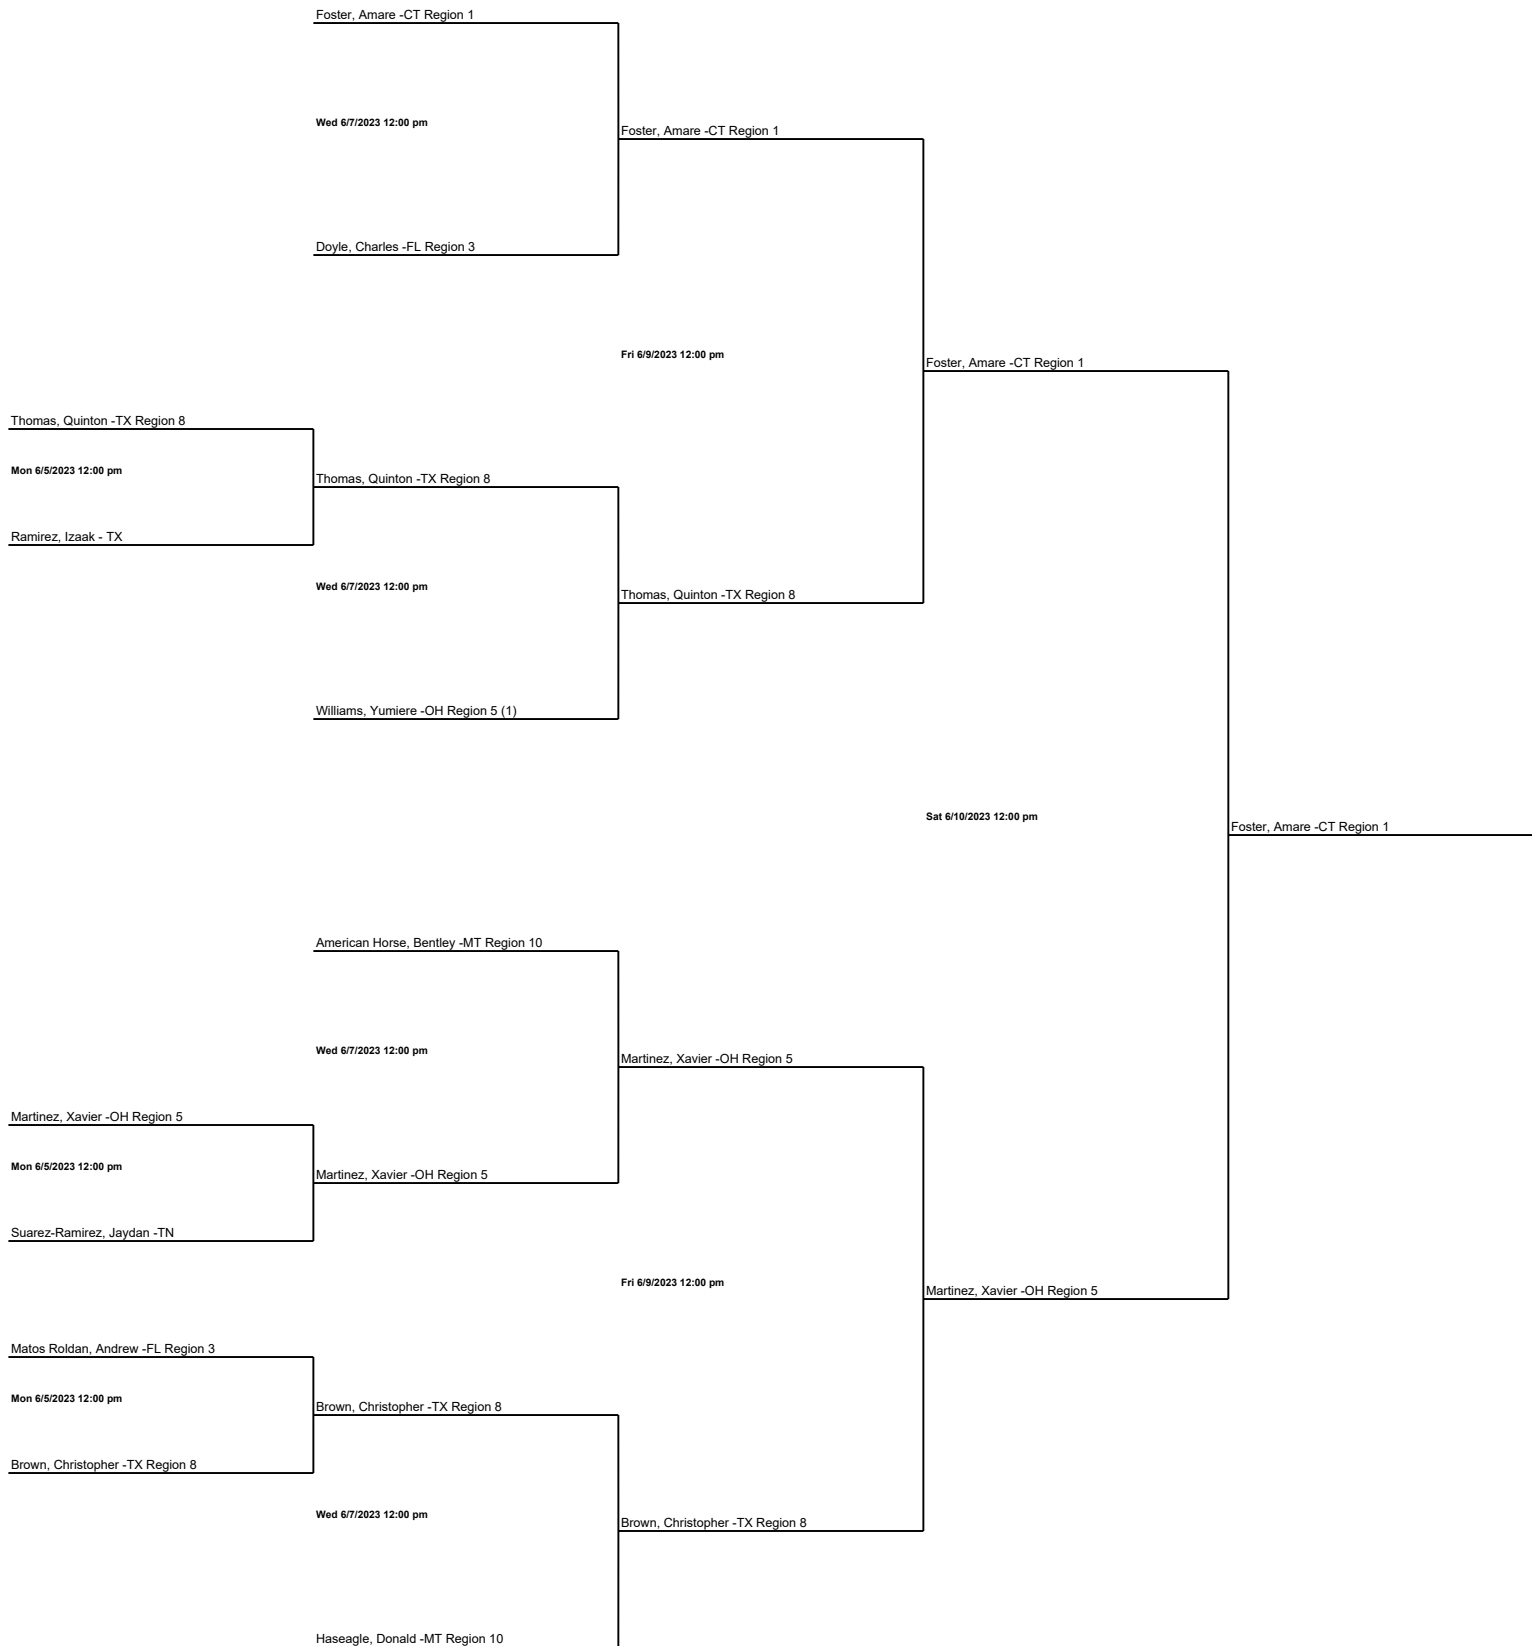 Foster, Amare -CT Region 1
Wed 6/7/2023 12:00 pm
Foster, Amare -CT Region 1
Doyle, Charles -FL Region 3
Fri 6/9/2023 12:00 pm
Foster, Amare -CT Region 1
Thomas, Quinton -TX Region 8
Mon 6/5/2023 12:00 pm
Thomas, Quinton -TX Region 8
Ramirez, Izaak - TX
Wed 6/7/2023 12:00 pm
Thomas, Quinton -TX Region 8
Williams, Yumiere -OH Region 5 (1)
Sat 6/10/2023 12:00 pm
Foster, Amare -CT Region 1
American Horse, Bentley -MT Region 10
Wed 6/7/2023 12:00 pm
Martinez, Xavier -OH Region 5
Martinez, Xavier -OH Region 5
Mon 6/5/2023 12:00 pm
Martinez, Xavier -OH Region 5
Suarez-Ramirez, Jaydan -TN
Fri 6/9/2023 12:00 pm
Martinez, Xavier -OH Region 5
Matos Roldan, Andrew -FL Region 3
Mon 6/5/2023 12:00 pm
Brown, Christopher -TX Region 8
Brown, Christopher -TX Region 8
Wed 6/7/2023 12:00 pm
Brown, Christopher -TX Region 8
Haseagle, Donald -MT Region 10